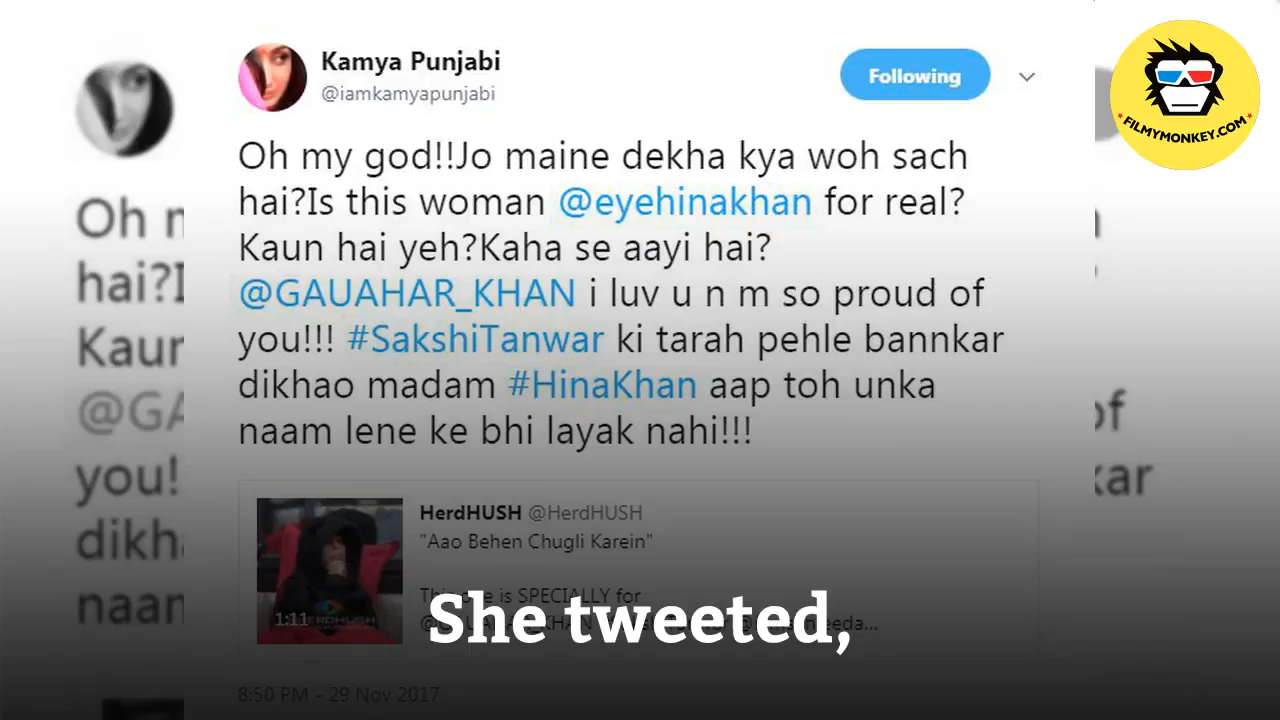 Kamya Punjabi
@iamkamyapunjabi
Following
FILMYMONKEY.COM
Oh my god!!Jo maine dekha kya woh sach
hai?Is this woman @eyehinakhan for real?
Kaun hai yeh?Kaha se aayi hai?
@GAUAHAR_KHAN i luv u n m so proud of
you!!! #SakshiTanwar ki tarah pehle bannkar
dikhao madam #HinaKhan aap toh unka
naam lene ke bhi layak nahi!!!
HerdHUSH @HerdHUSH
"Aao Behen Chugli Karein"
is SPECIALLY for
1:11
She tweeted,
8:50 PM - 29 Nov 2017